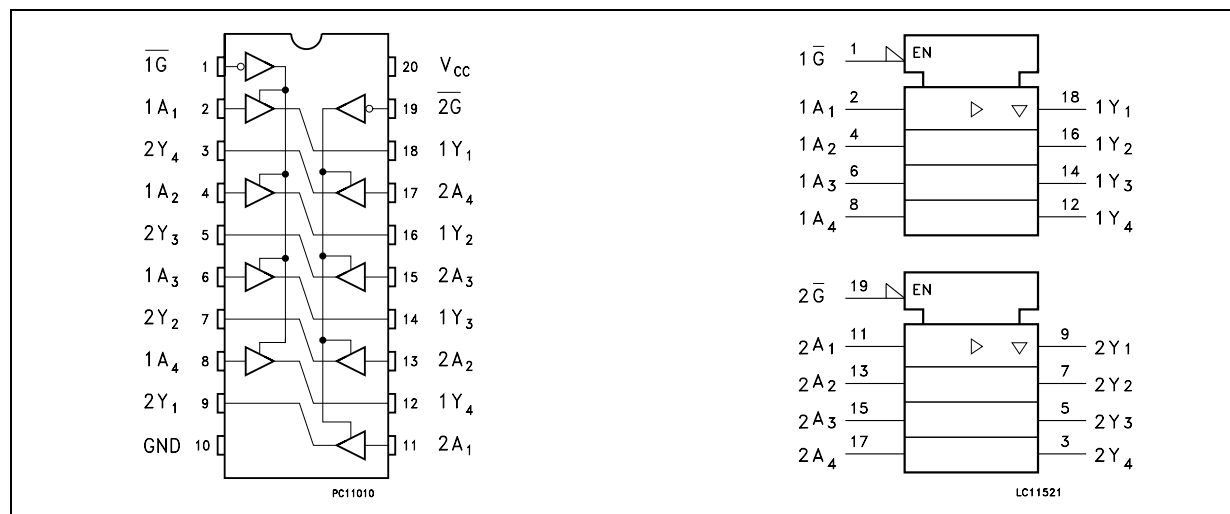 1G̅ 1 20 V_CC
1A₁ 2 19 2G̅
2Y₄ 3 18 1Y₁
1A₂ 4 17 2A₄
2Y₃ 5 16 1Y₂
1A₃ 6 15 2A₃
2Y₂ 7 14 1Y₃
1A₄ 8 13 2A₂
2Y₁ 9 12 1Y₄
GND 10 11 2A₁
PC11010
1G̅ 1 EN
1A₁ 2 18 1Y₁
1A₂ 4 16 1Y₂
1A₃ 6 14 1Y₃
1A₄ 8 12 1Y₄
2G̅ 19 EN
2A₁ 11 9 2Y₁
2A₂ 13 7 2Y₂
2A₃ 15 5 2Y₃
2A₄ 17 3 2Y₄
LC11521